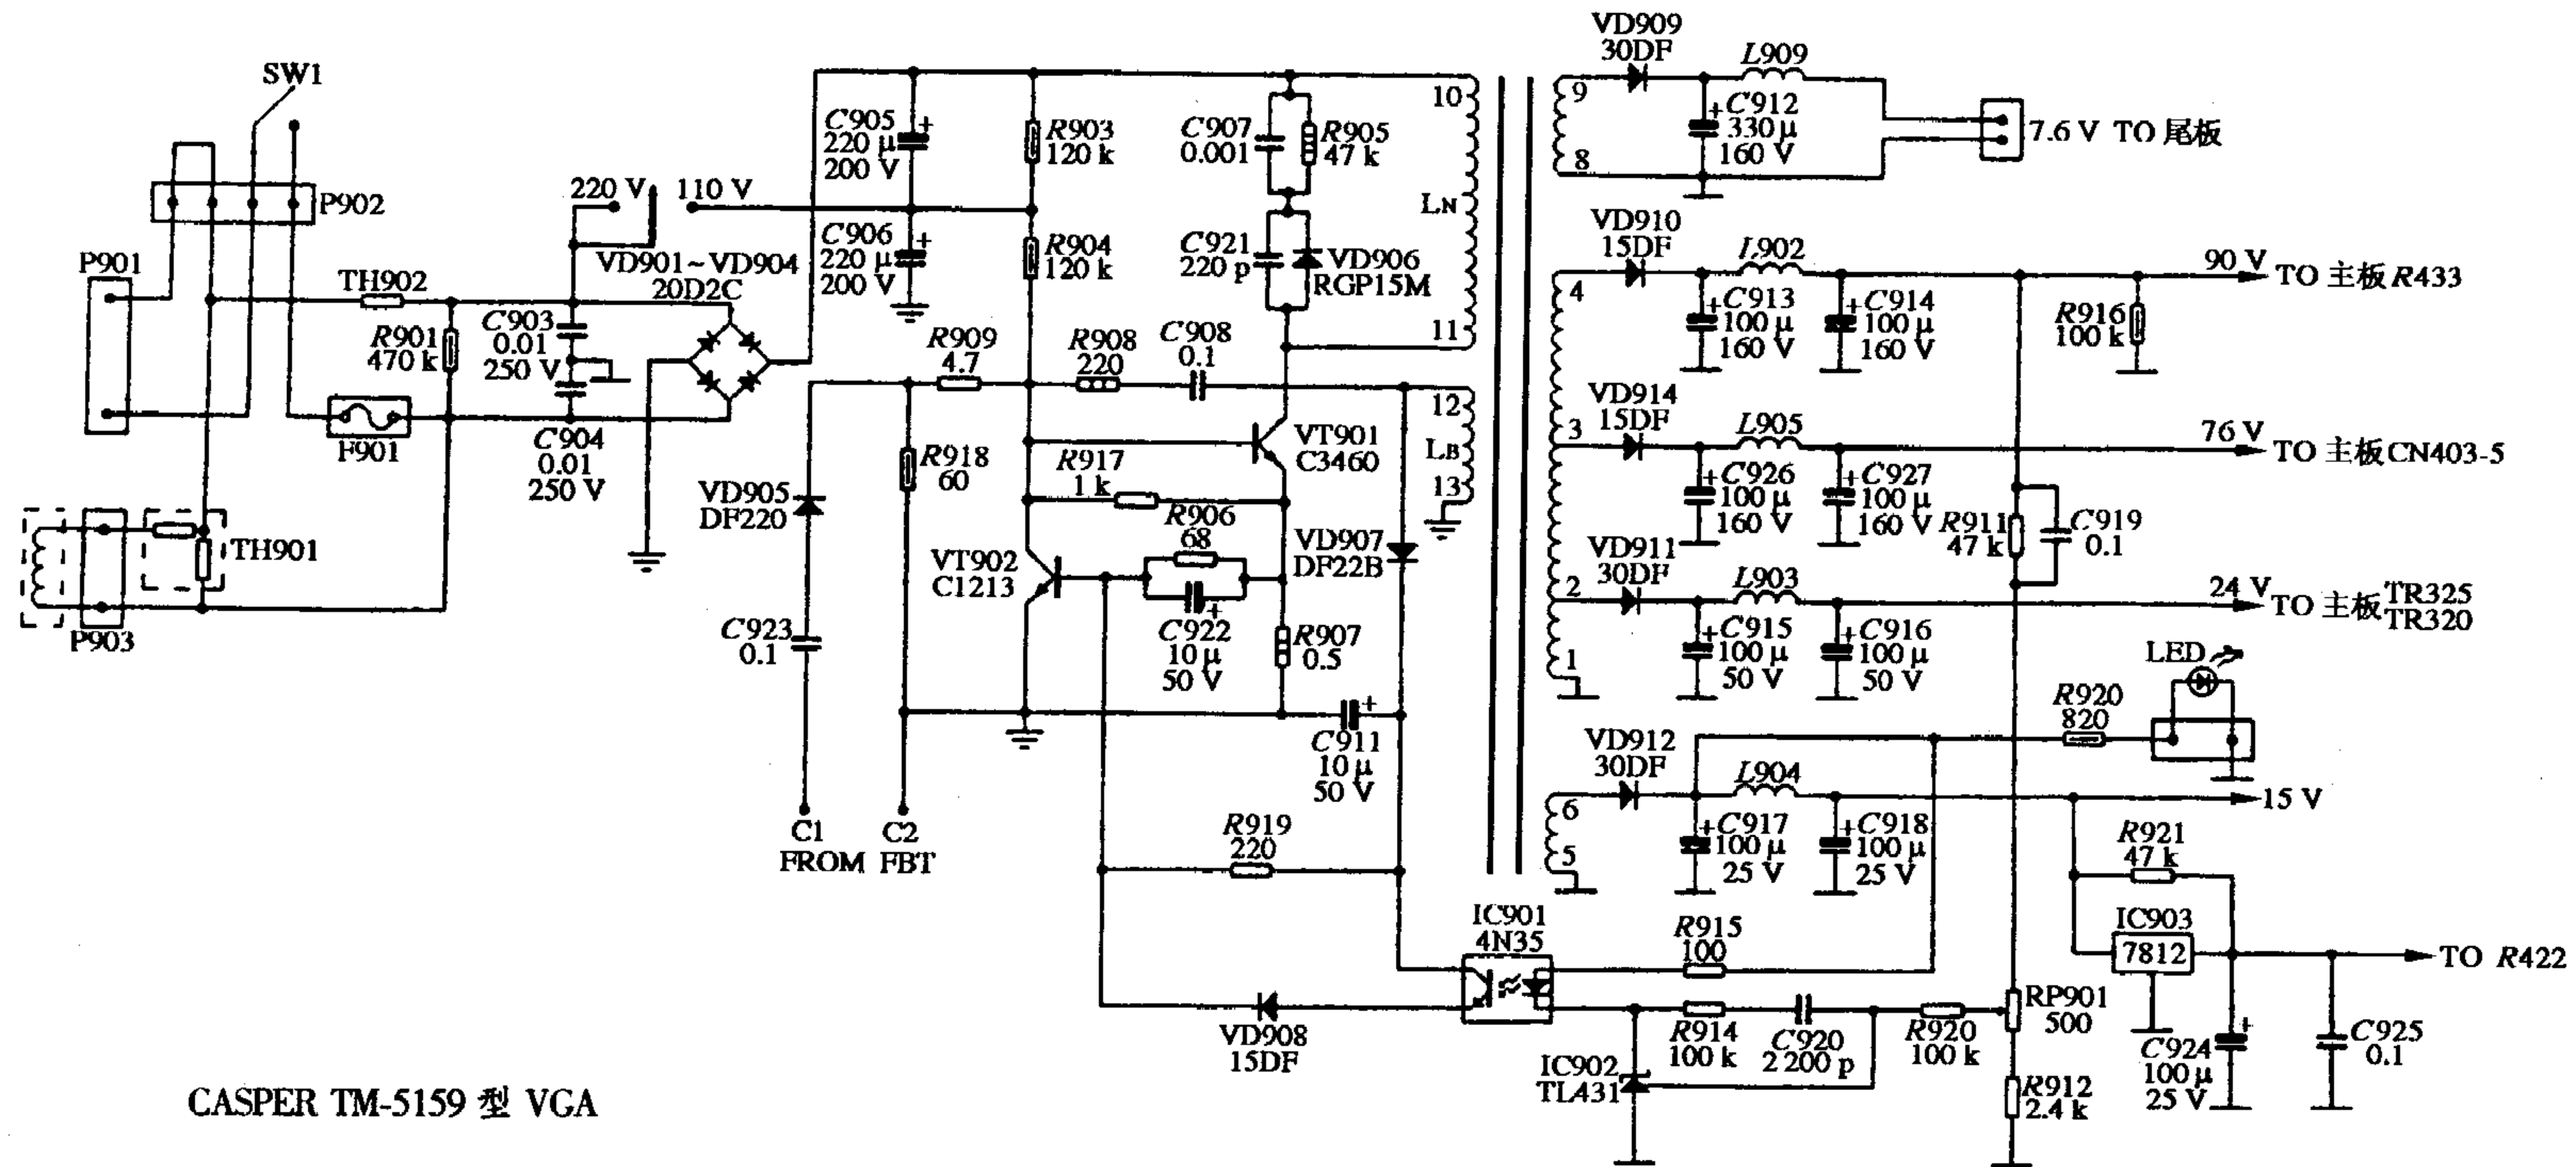 SW1
P902
P901
TH902
R901
470 k
F901
TH901
P903
220 V
110 V
C903
0.01
250 V
C904
0.01
250 V
VD901~VD904
20D2C
C905
220 μ
200 V
C906
220 μ
200 V
R903
120 k
R904
120 k
C907
0.001
R905
47 k
C921
220 p
VD906
RGP15M
10
LN
11
R909
4.7
R908
220
C908
0.1
12
LB
13
R918
60
VD905
DF220
C923
0.1
C1
C2
FROM FBT
R917
1 k
VT901
C3460
VT902
C1213
R906
68
C922
10 μ
50 V
R907
0.5
VD907
DF22B
C911
10 μ
50 V
R919
220
VD908
15DF
IC901
4N35
VD909
30DF
L909
9
8
C912
330 μ
160 V
7.6 V TO 尾板
VD910
15DF
L902
4
C913
100 μ
160 V
C914
100 μ
160 V
90 V
TO 主板 R433
R916
100 k
VD914
15DF
L905
3
C926
100 μ
160 V
C927
100 μ
160 V
76 V
TO 主板 CN403-5
R911
47 k
C919
0.1
VD911
30DF
L903
2
1
C915
100 μ
50 V
C916
100 μ
50 V
24 V
TO 主板 TR325
TR320
LED
R920
820
VD912
30DF
L904
6
5
C917
100 μ
25 V
C918
100 μ
25 V
15 V
R921
47 k
IC903
7812
TO R422
R915
100
R914
100 k
C920
2 200 p
R920
100 k
RP901
500
R912
2.4 k
IC902
TL431
C924
100 μ
25 V
C925
0.1
CASPER TM-5159 型 VGA